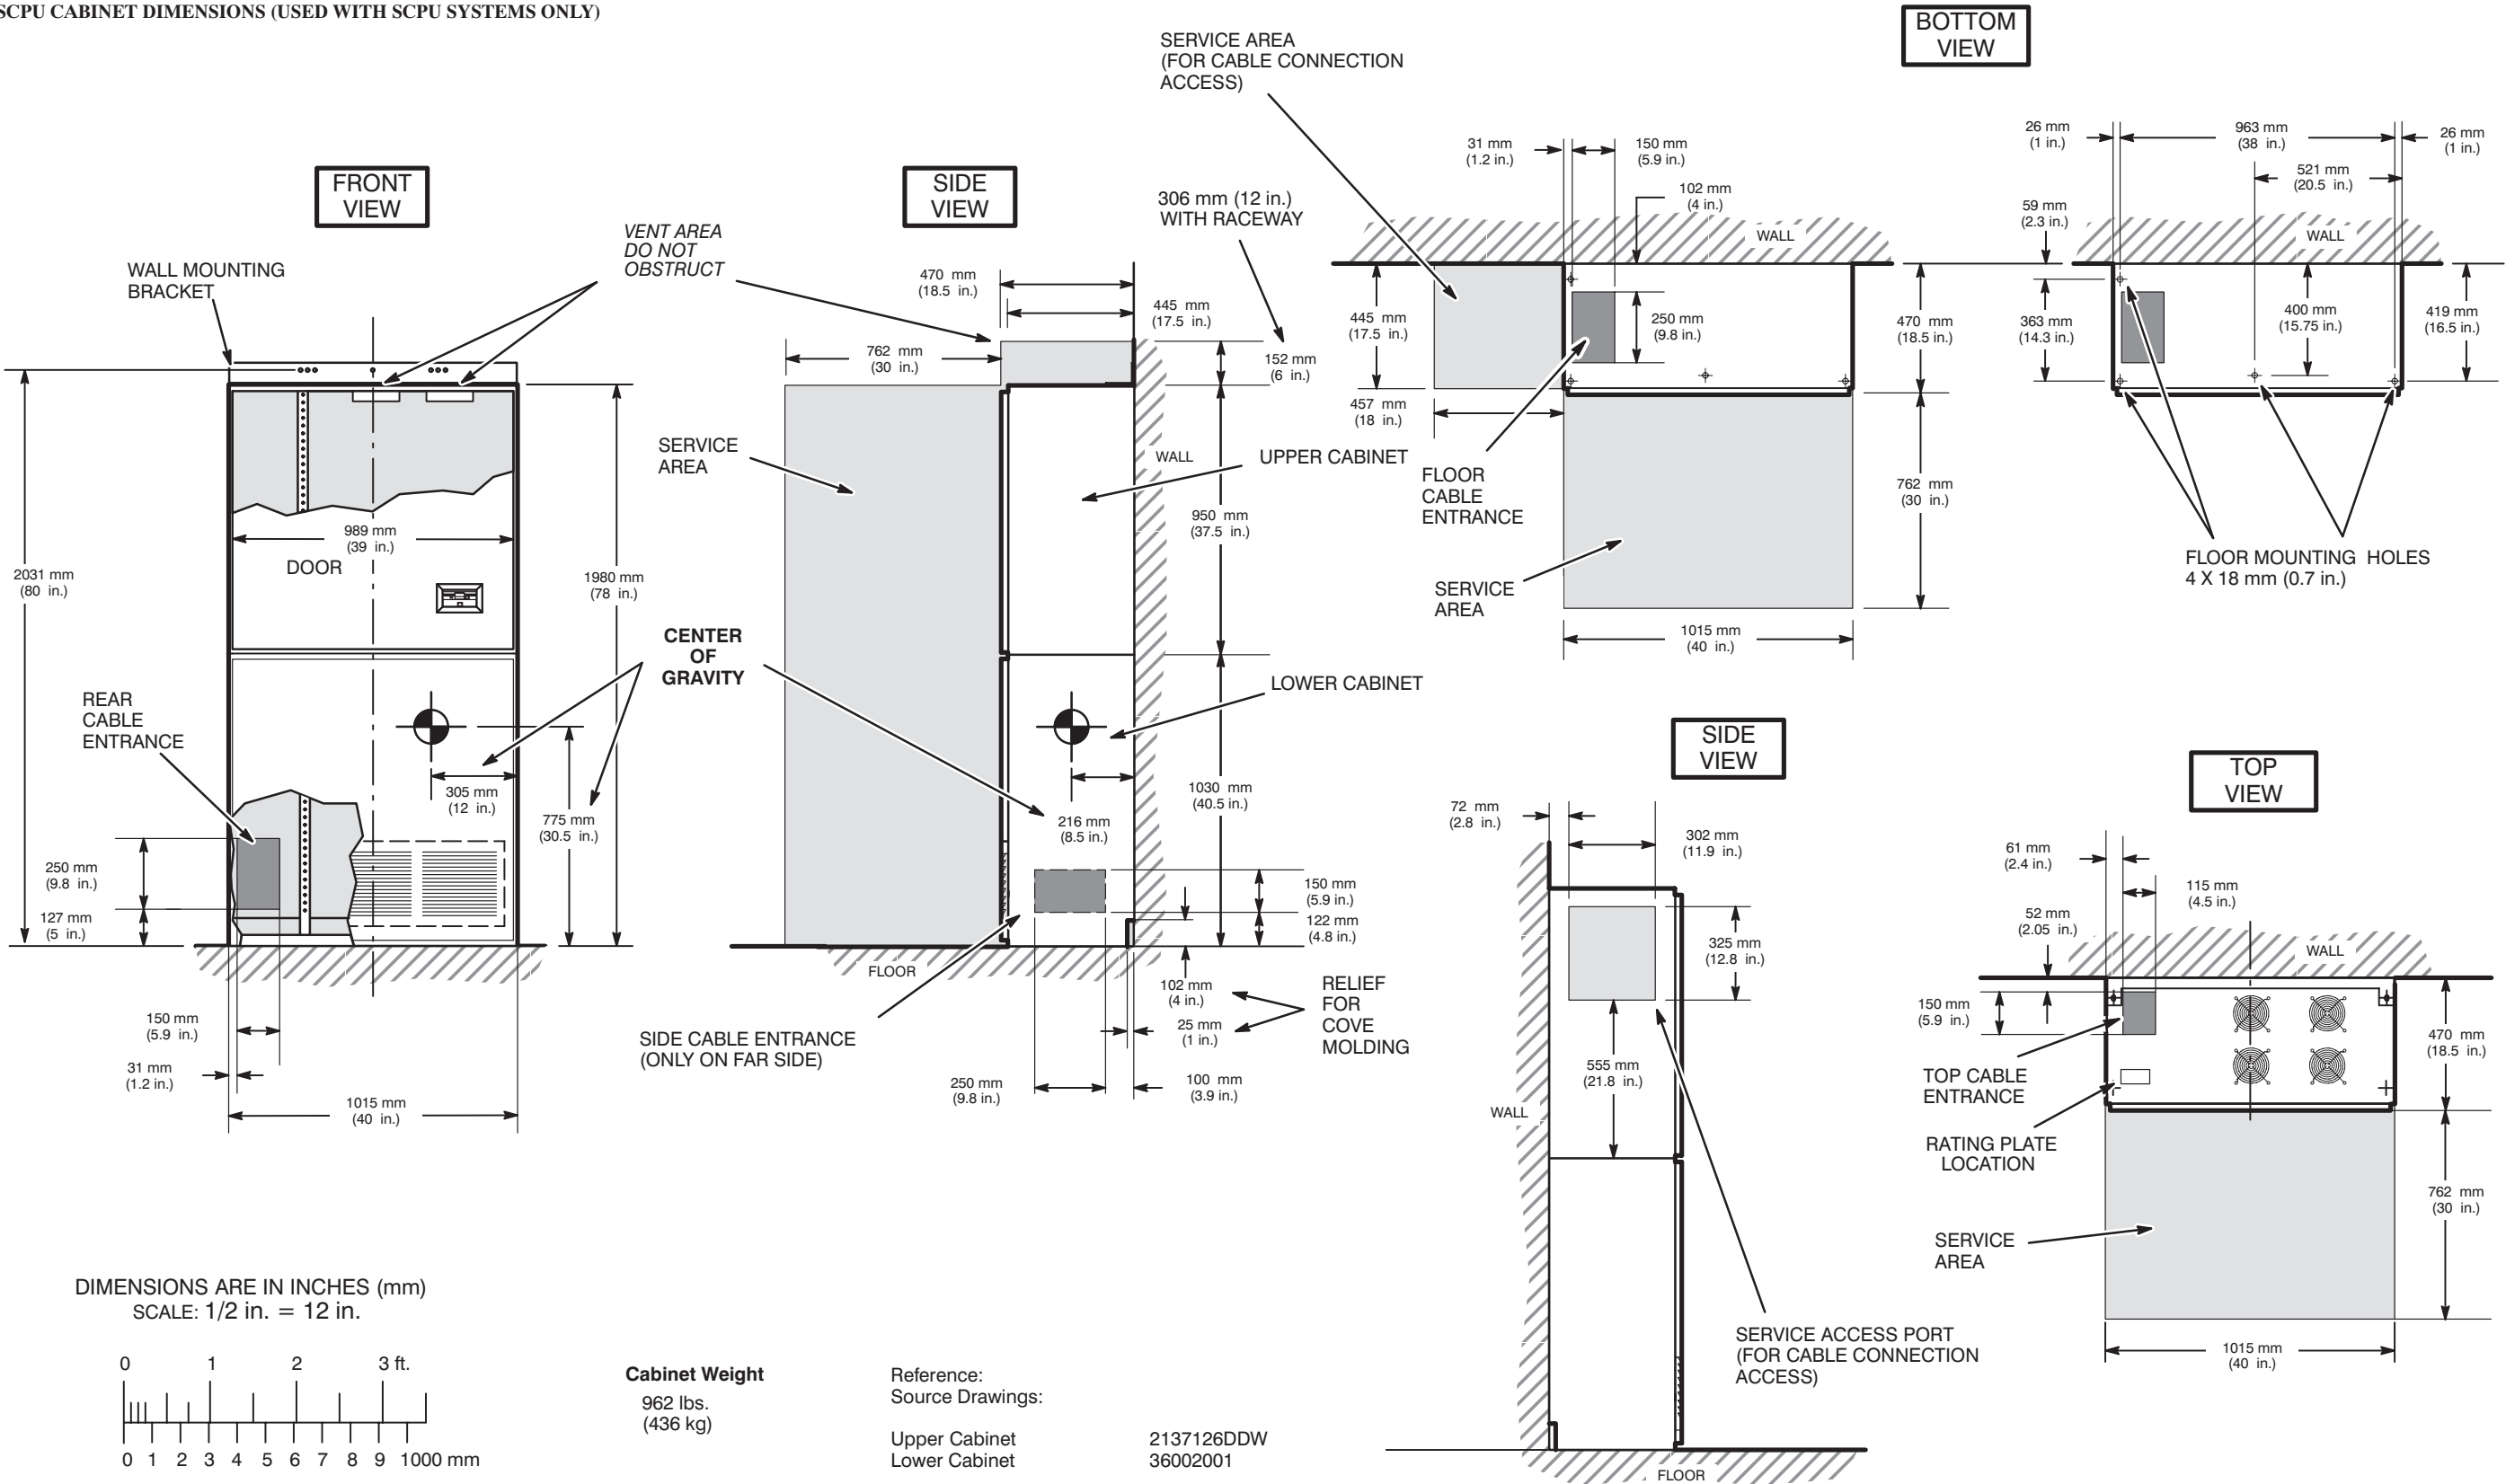 SCPU CABINET DIMENSIONS (USED WITH SCPU SYSTEMS ONLY)
FRONT
VIEW
WALL MOUNTING
BRACKET
VENT AREA
DO NOT
OBSTRUCT
2031 mm
(80 in.)
989 mm
(39 in.)
DOOR
1980 mm
(78 in.)
CENTER
OF
GRAVITY
REAR
CABLE
ENTRANCE
305 mm
(12 in.)
775 mm
(30.5 in.)
250 mm
(9.8 in.)
127 mm
(5 in.)
150 mm
(5.9 in.)
31 mm
(1.2 in.)
1015 mm
(40 in.)
SIDE
VIEW
306 mm (12 in.)
WITH RACEWAY
470 mm
(18.5 in.)
445 mm
(17.5 in.)
762 mm
(30 in.)
152 mm
(6 in.)
SERVICE
AREA
WALL
UPPER CABINET
950 mm
(37.5 in.)
LOWER CABINET
1030 mm
(40.5 in.)
216 mm
(8.5 in.)
150 mm
(5.9 in.)
122 mm
(4.8 in.)
FLOOR
102 mm
(4 in.)
25 mm
(1 in.)
RELIEF
FOR
COVE
MOLDING
SIDE CABLE ENTRANCE
(ONLY ON FAR SIDE)
250 mm
(9.8 in.)
100 mm
(3.9 in.)
BOTTOM
VIEW
SERVICE AREA
(FOR CABLE CONNECTION
ACCESS)
31 mm
(1.2 in.)
150 mm
(5.9 in.)
102 mm
(4 in.)
WALL
445 mm
(17.5 in.)
250 mm
(9.8 in.)
470 mm
(18.5 in.)
457 mm
(18 in.)
FLOOR
CABLE
ENTRANCE
762 mm
(30 in.)
SERVICE
AREA
1015 mm
(40 in.)
26 mm
(1 in.)
963 mm
(38 in.)
26 mm
(1 in.)
521 mm
(20.5 in.)
59 mm
(2.3 in.)
WALL
363 mm
(14.3 in.)
400 mm
(15.75 in.)
419 mm
(16.5 in.)
FLOOR MOUNTING HOLES
4 X 18 mm (0.7 in.)
SIDE
VIEW
72 mm
(2.8 in.)
302 mm
(11.9 in.)
325 mm
(12.8 in.)
555 mm
(21.8 in.)
WALL
SERVICE ACCESS PORT
(FOR CABLE CONNECTION
ACCESS)
FLOOR
TOP
VIEW
61 mm
(2.4 in.)
115 mm
(4.5 in.)
52 mm
(2.05 in.)
WALL
150 mm
(5.9 in.)
470 mm
(18.5 in.)
TOP CABLE
ENTRANCE
RATING PLATE
LOCATION
762 mm
(30 in.)
SERVICE
AREA
1015 mm
(40 in.)
DIMENSIONS ARE IN INCHES (mm)
SCALE: 1/2 in. = 12 in.
0 1 2 3 ft.
0 1 2 3 4 5 6 7 8 9 1000 mm
Cabinet Weight
962 lbs.
(436 kg)
Reference:
Source Drawings:
Upper Cabinet 2137126DDW
Lower Cabinet 36002001